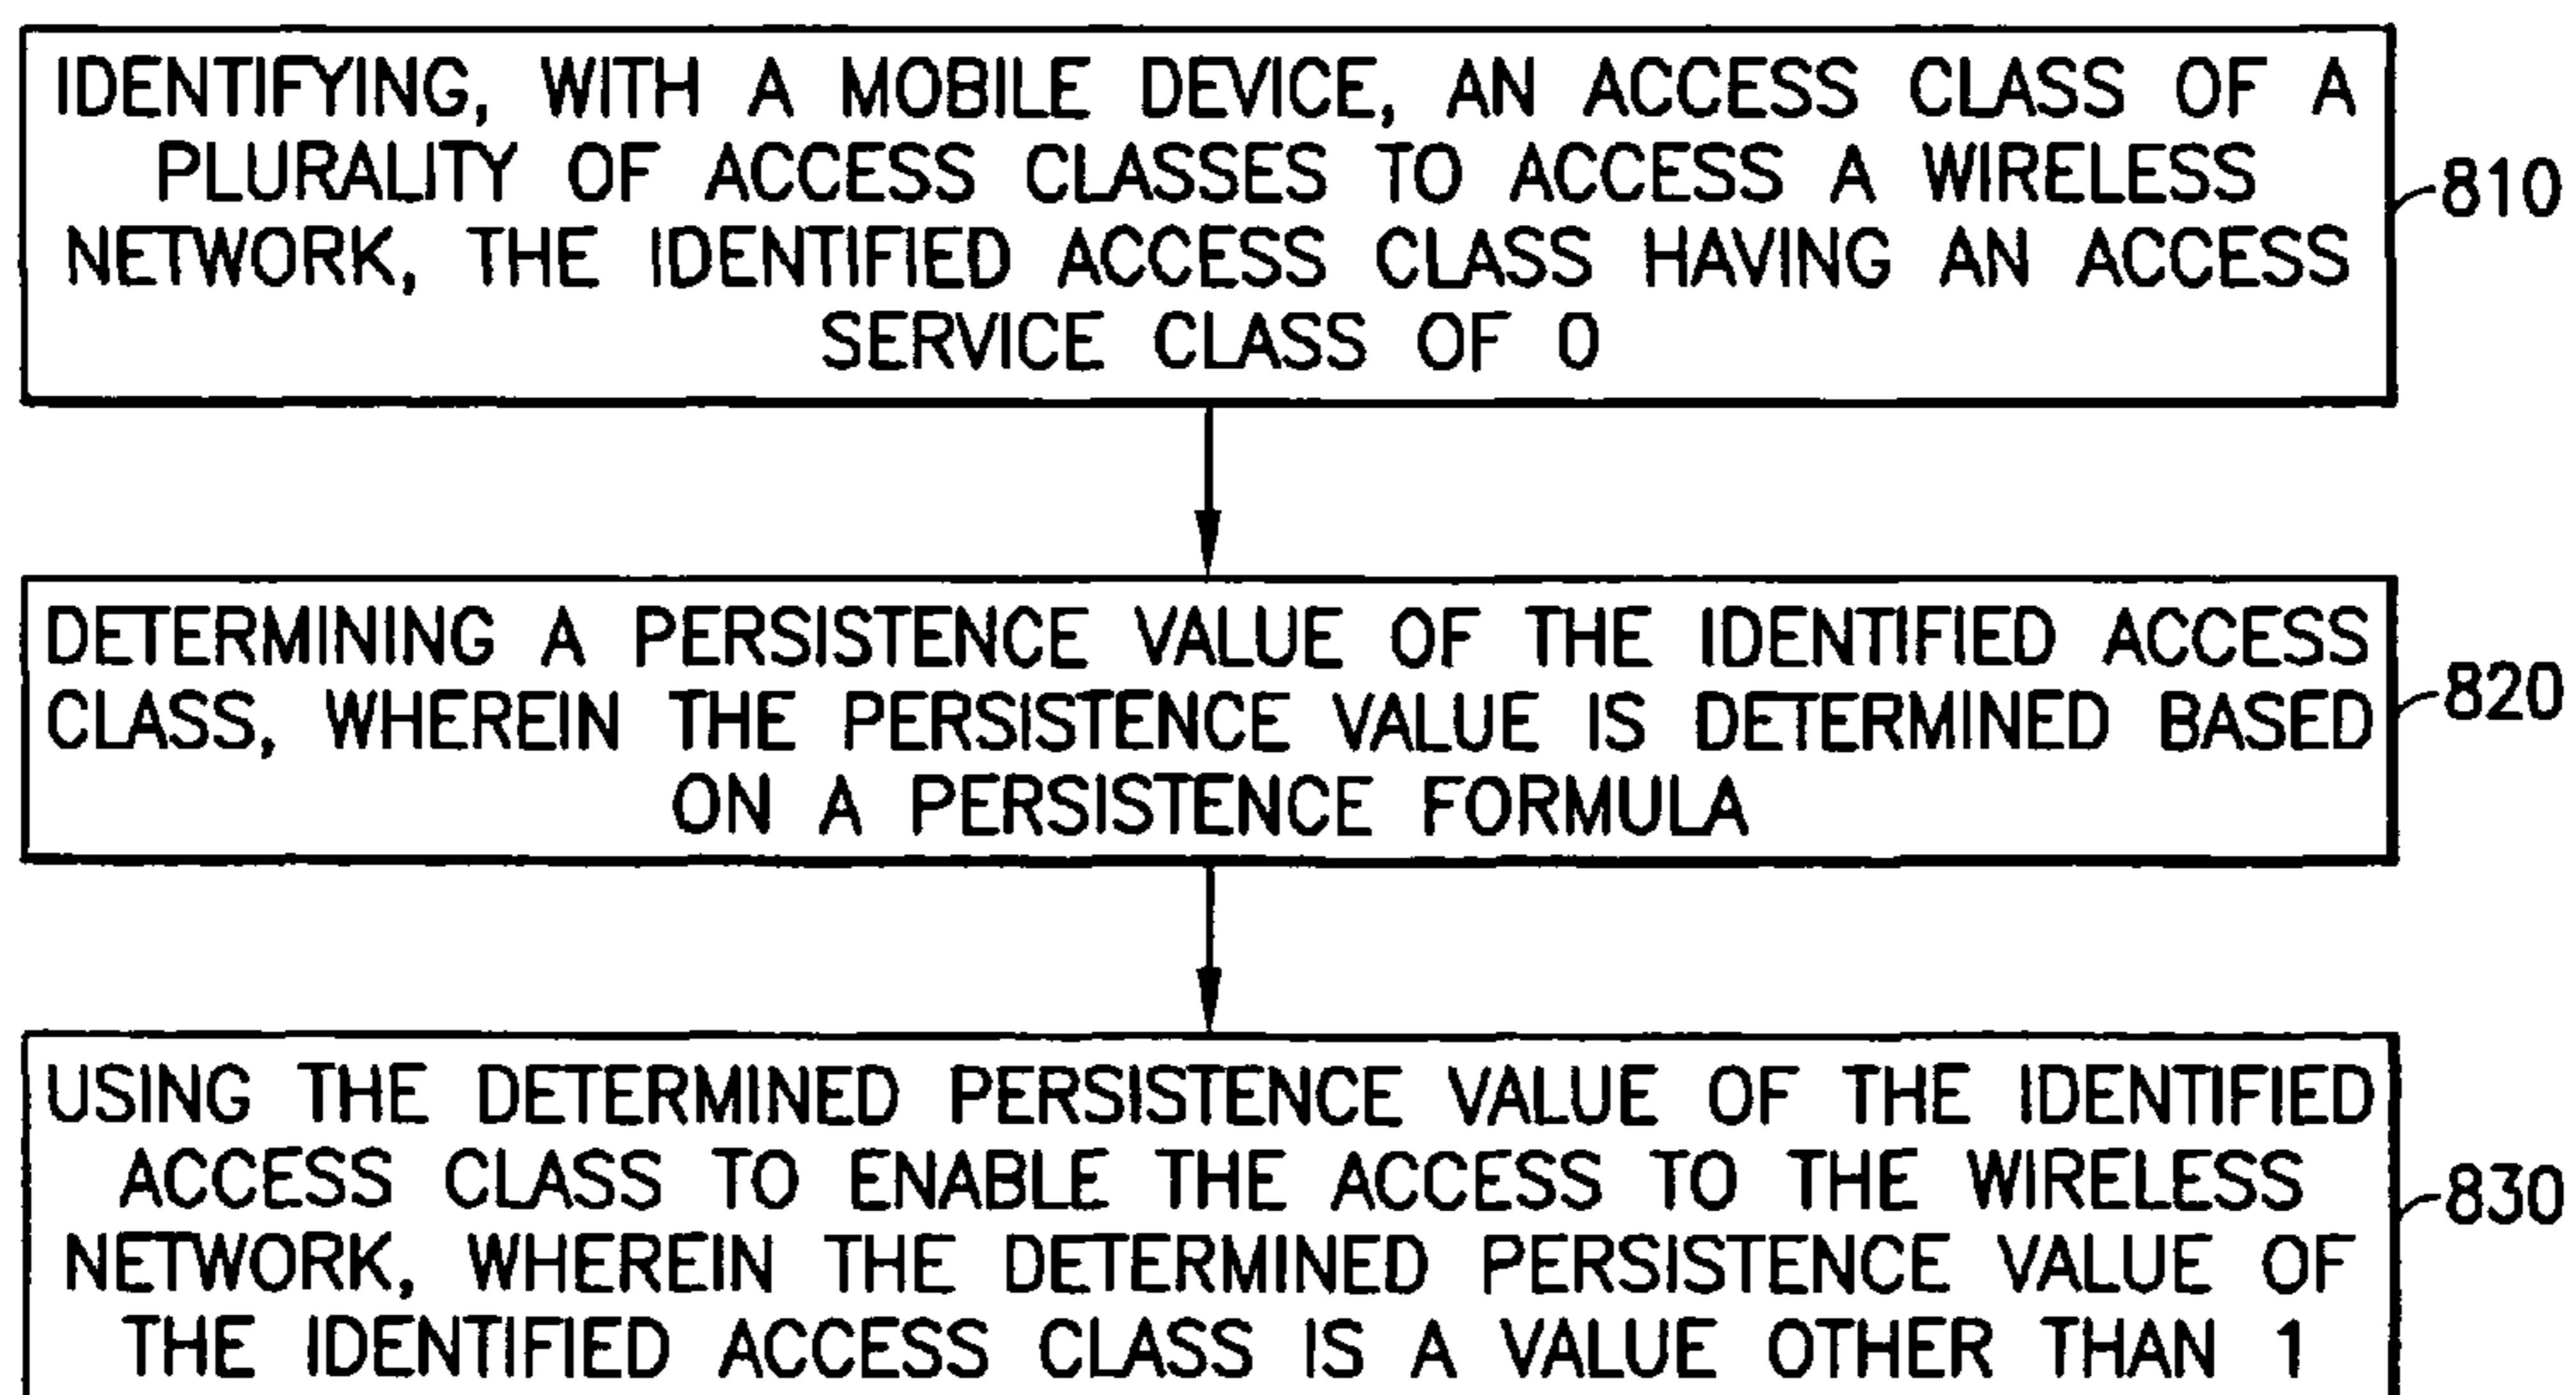 IDENTIFYING, WITH A MOBILE DEVICE, AN ACCESS CLASS OF A
PLURALITY OF ACCESS CLASSES TO ACCESS A WIRELESS
NETWORK, THE IDENTIFIED ACCESS CLASS HAVING AN ACCESS
SERVICE CLASS OF 0
810
DETERMINING A PERSISTENCE VALUE OF THE IDENTIFIED ACCESS
CLASS, WHEREIN THE PERSISTENCE VALUE IS DETERMINED BASED
ON A PERSISTENCE FORMULA
820
USING THE DETERMINED PERSISTENCE VALUE OF THE IDENTIFIED
ACCESS CLASS TO ENABLE THE ACCESS TO THE WIRELESS
NETWORK, WHEREIN THE DETERMINED PERSISTENCE VALUE OF
THE IDENTIFIED ACCESS CLASS IS A VALUE OTHER THAN 1
830